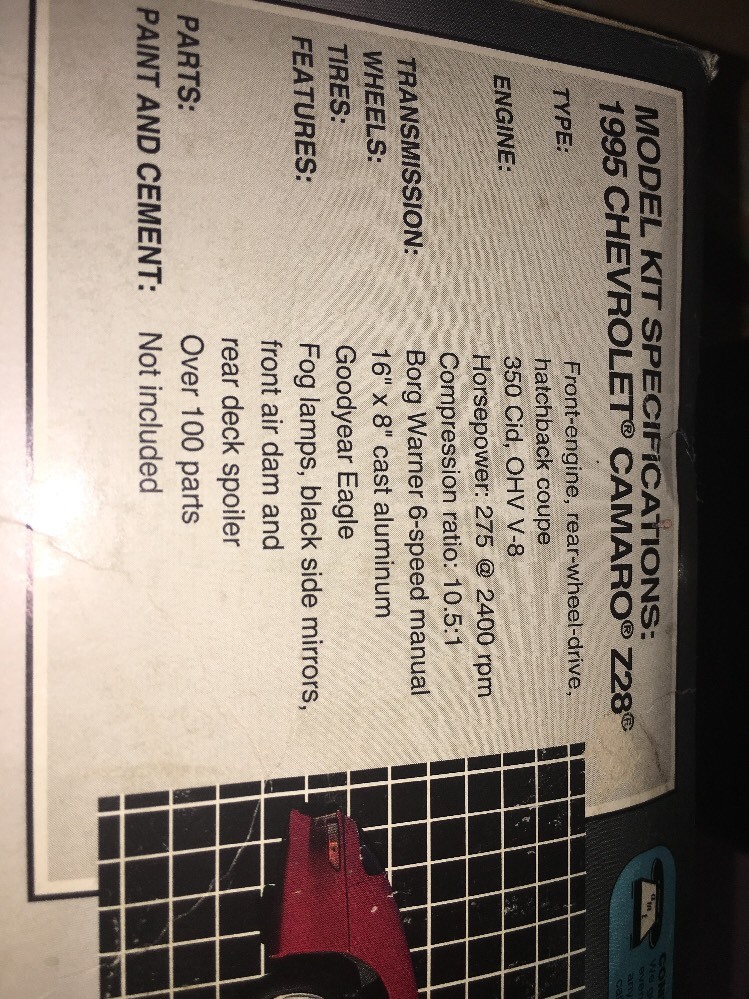 MODEL KIT SPECIFICATIONS:
1995 CHEVROLET® CAMARO® Z28®
TYPE: Front-engine, rear-wheel-drive,
hatchback coupe
ENGINE: 350 Cid, OHV V-8
Horsepower: 275 @ 2400 rpm
Compression ratio: 10.5:1
TRANSMISSION: Borg Warner 6-speed manual
WHEELS: 16" x 8" cast aluminum
TIRES: Goodyear Eagle
FEATURES: Fog lamps, black side mirrors,
front air dam and
rear deck spoiler
PARTS: Over 100 parts
PAINT AND CEMENT: Not included